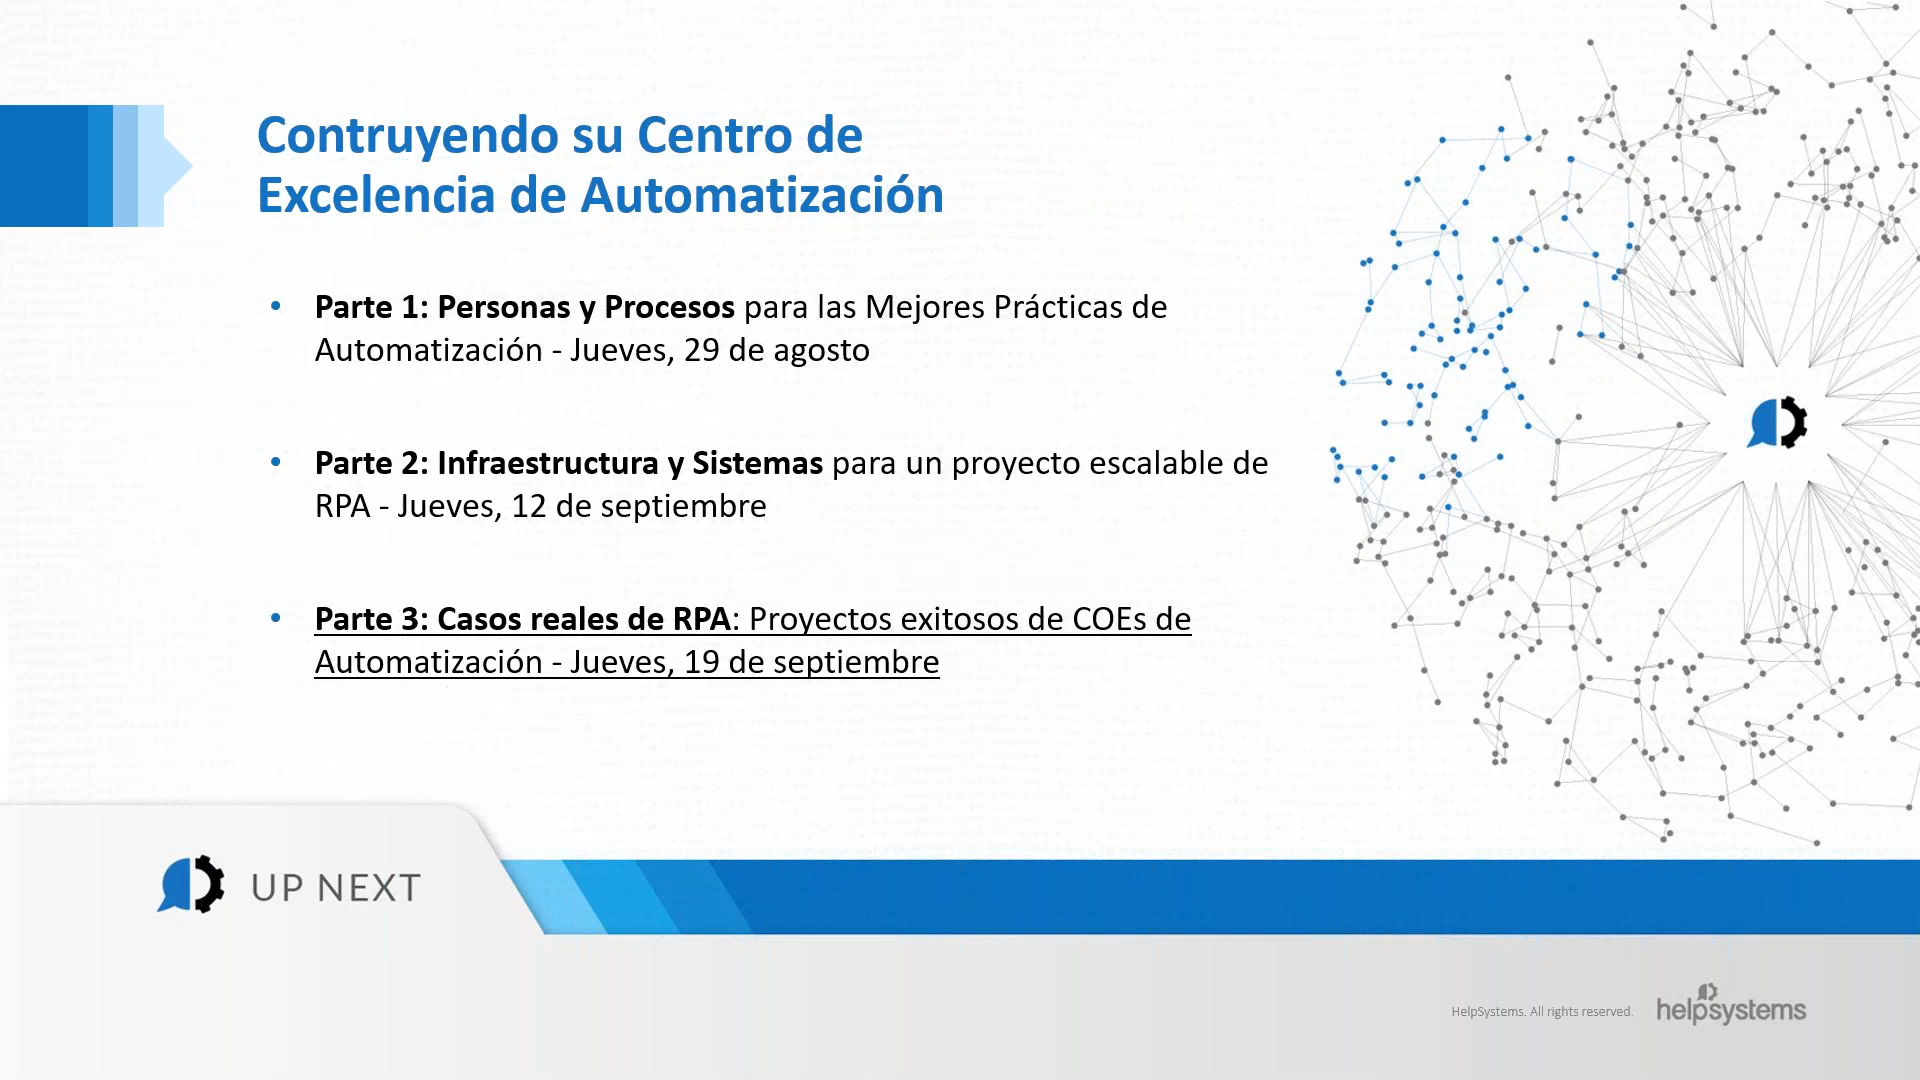 Contruyendo su Centro de
Excelencia de Automatización
• Parte 1: Personas y Procesos para las Mejores Prácticas de
Automatización - Jueves, 29 de agosto
• Parte 2: Infraestructura y Sistemas para un proyecto escalable de
RPA - Jueves, 12 de septiembre
• Parte 3: Casos reales de RPA: Proyectos exitosos de COEs de
Automatización - Jueves, 19 de septiembre
UP NEXT
HelpSystems. All rights reserved.
helpsystems